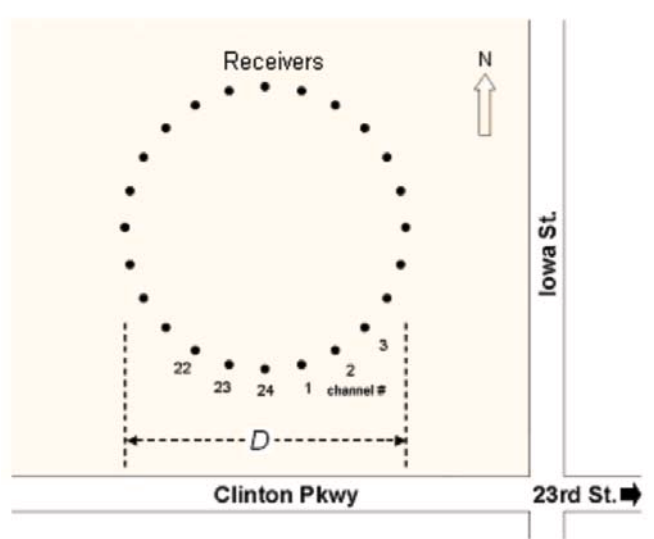 Receivers
N
Iowa St.
3
22
2
23
24
1
channel #
D
Clinton Pkwy
23rd St.